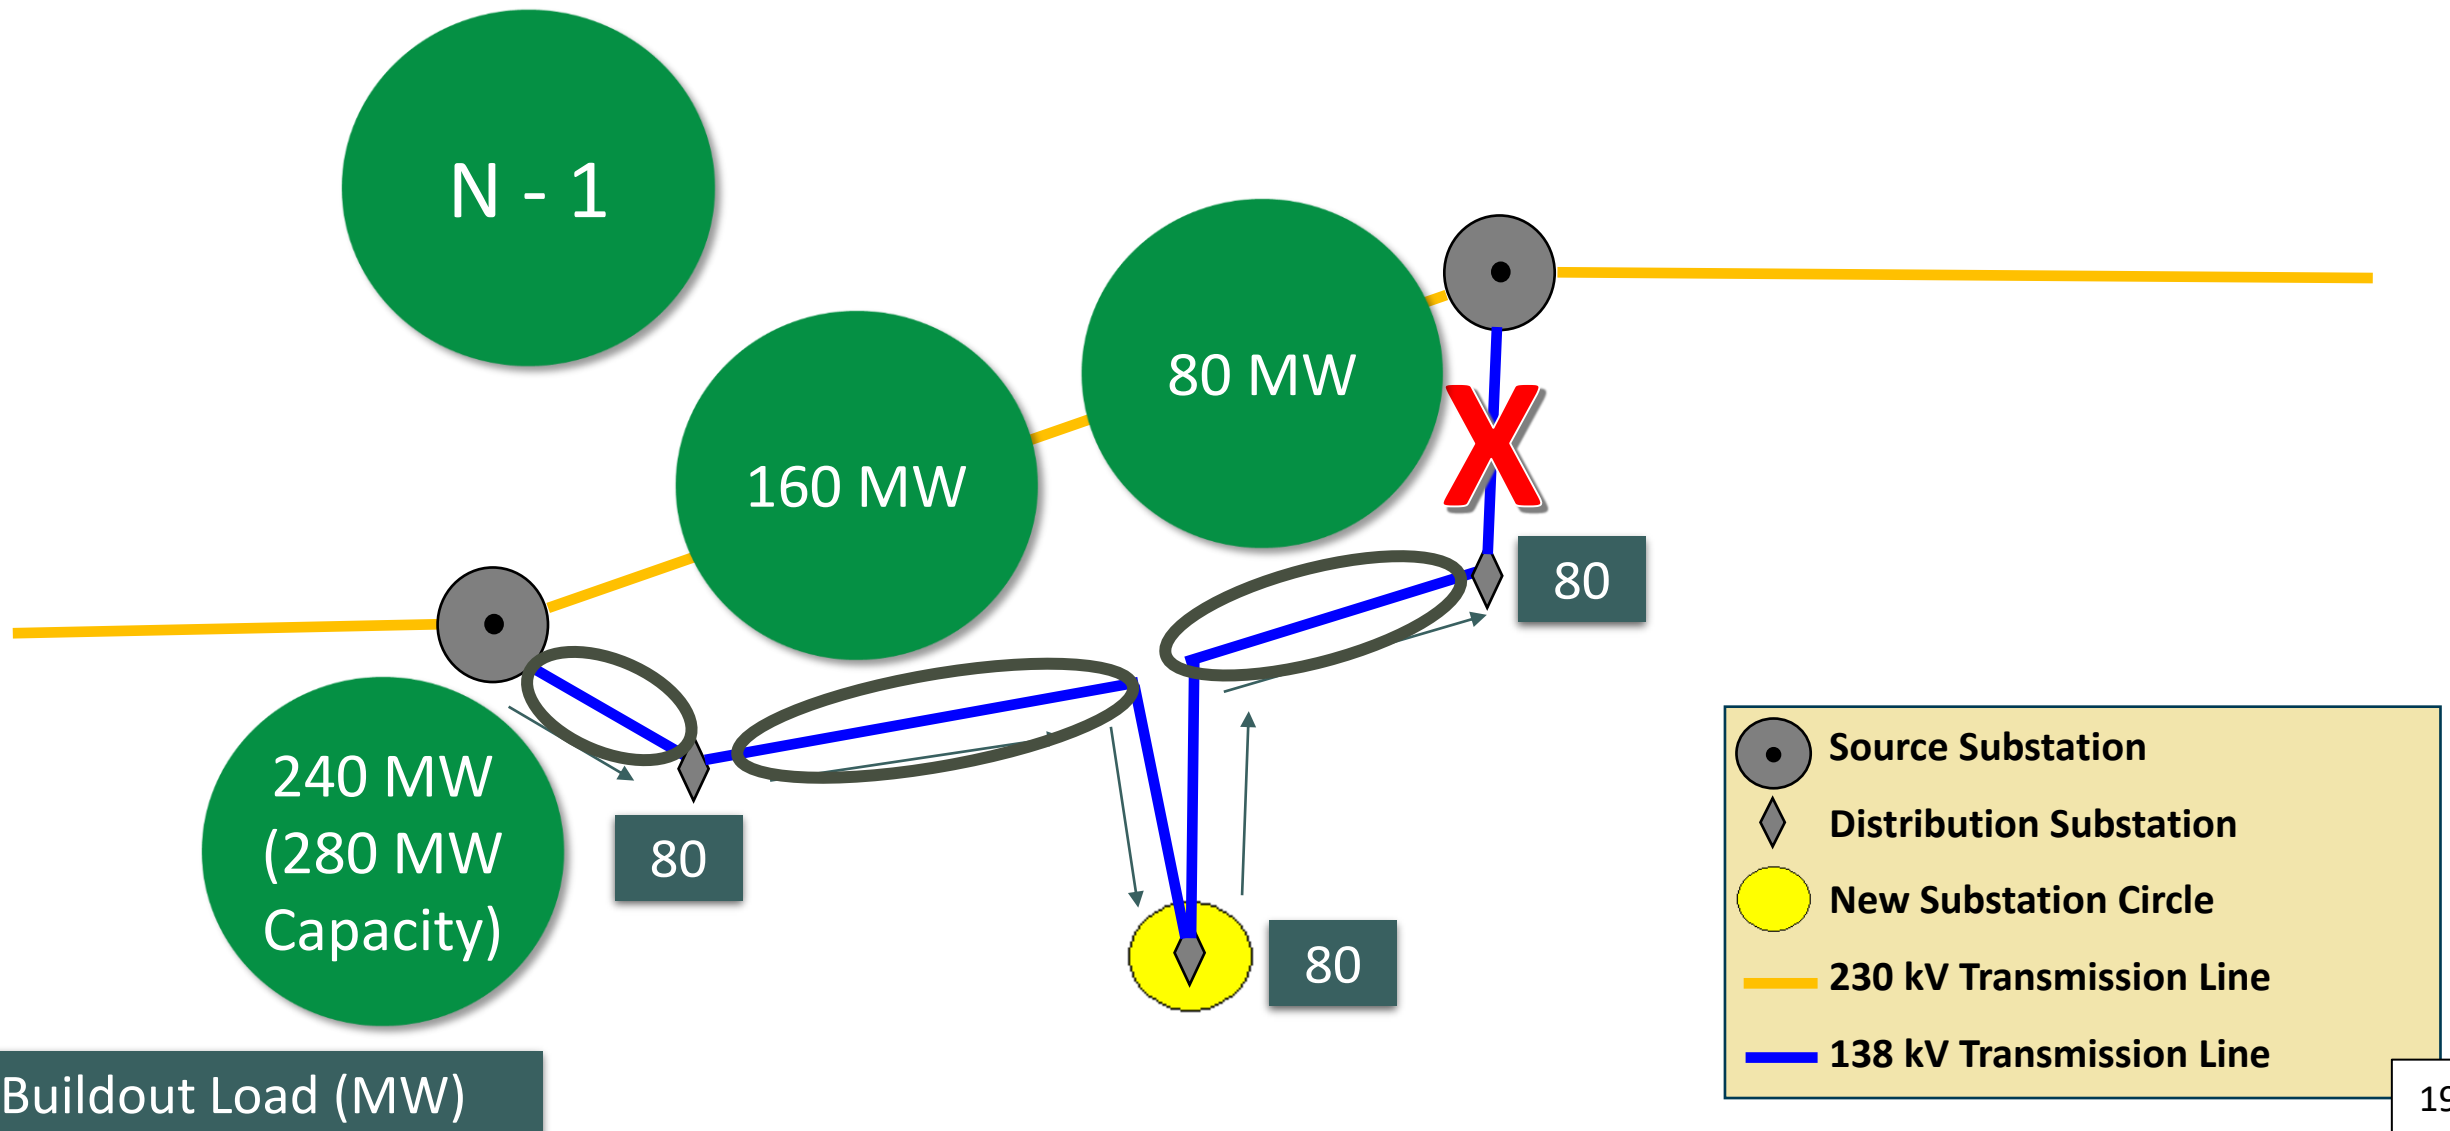 N - 1
80 MW
160 MW
X
80
240 MW
(280 MW
Capacity)
80
80
Source Substation
Distribution Substation
New Substation Circle
230 kV Transmission Line
138 kV Transmission Line
Buildout Load (MW)
19